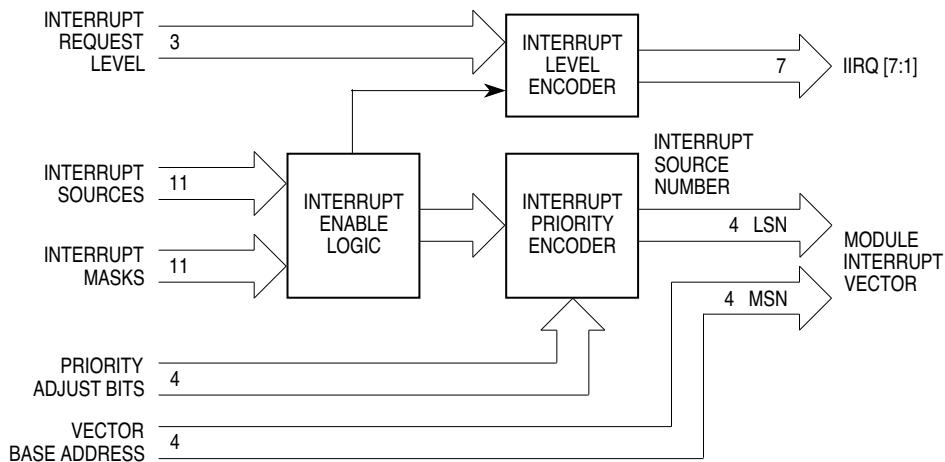 INTERRUPT
REQUEST
LEVEL
3
INTERRUPT
LEVEL
ENCODER
7
IIRQ [7:1]
INTERRUPT
SOURCES
11
INTERRUPT
MASKS
11
INTERRUPT
ENABLE
LOGIC
INTERRUPT
PRIORITY
ENCODER
INTERRUPT
SOURCE
NUMBER
4 LSN
4 MSN
MODULE
INTERRUPT
VECTOR
PRIORITY
ADJUST BITS
4
VECTOR
BASE ADDRESS
4